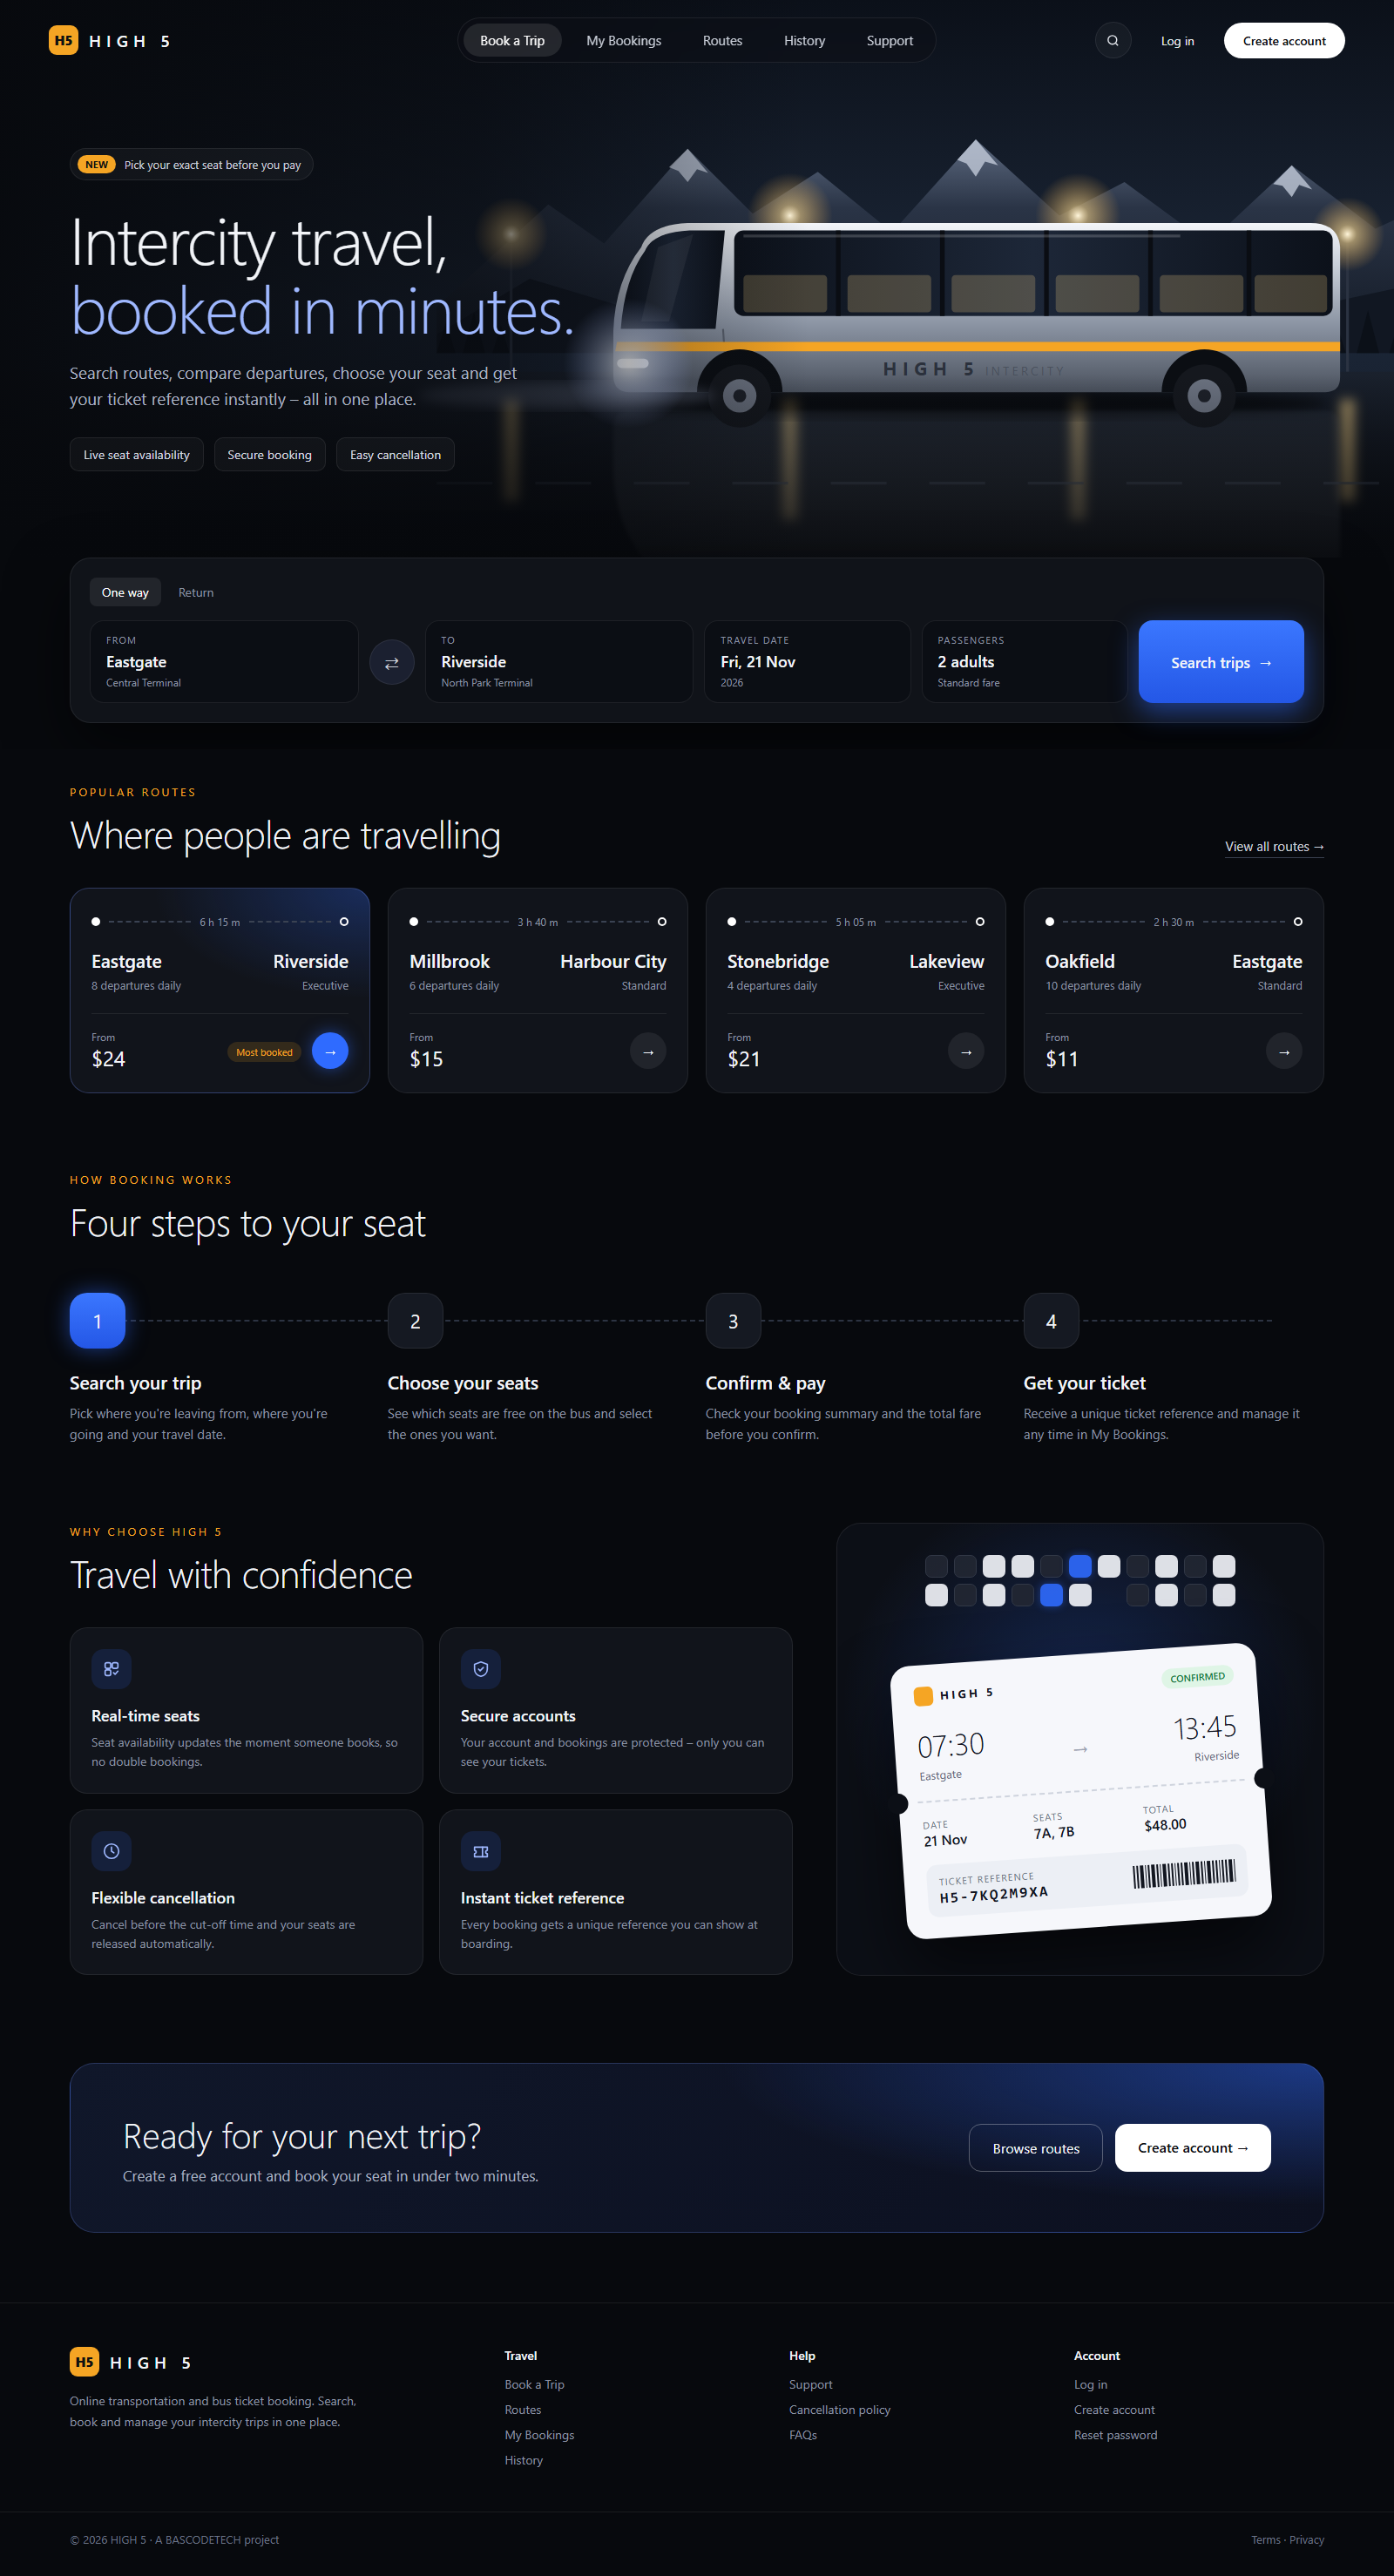 H5 HIGH 5
Book a Trip
My Bookings
Routes
History
Support
Log in
Create account
NEW Pick your exact seat before you pay
Intercity travel,
booked in minutes.
Search routes, compare departures, choose your seat and get
your ticket reference instantly – all in one place.
Live seat availability
Secure booking
Easy cancellation
HIGH 5 INTERCITY
One way
Return
FROM
Eastgate
Central Terminal
⇄
TO
Riverside
North Park Terminal
TRAVEL DATE
Fri, 21 Nov
2026
PASSENGERS
2 adults
Standard fare
Search trips →
POPULAR ROUTES
Where people are travelling
View all routes →
6 h 15 m
Eastgate
Riverside
8 departures daily
Executive
From
$24
Most booked
→
3 h 40 m
Millbrook
Harbour City
6 departures daily
Standard
From
$15
→
5 h 05 m
Stonebridge
Lakeview
4 departures daily
Executive
From
$21
→
2 h 30 m
Oakfield
Eastgate
10 departures daily
Standard
From
$11
→
HOW BOOKING WORKS
Four steps to your seat
1
Search your trip
Pick where you're leaving from, where you're
going and your travel date.
2
Choose your seats
See which seats are free on the bus and select
the ones you want.
3
Confirm & pay
Check your booking summary and the total fare
before you confirm.
4
Get your ticket
Receive a unique ticket reference and manage it
any time in My Bookings.
WHY CHOOSE HIGH 5
Travel with confidence
Real-time seats
Seat availability updates the moment someone books, so
no double bookings.
Secure accounts
Your account and bookings are protected – only you can
see your tickets.
Flexible cancellation
Cancel before the cut-off time and your seats are
released automatically.
Instant ticket reference
Every booking gets a unique reference you can show at
boarding.
HIGH 5
CONFIRMED
07:30
Eastgate
→
13:45
Riverside
DATE
21 Nov
SEATS
7A, 7B
TOTAL
$48.00
TICKET REFERENCE
H5-7KQ2M9XA
Ready for your next trip?
Create a free account and book your seat in under two minutes.
Browse routes
Create account →
H5 HIGH 5
Online transportation and bus ticket booking. Search,
book and manage your intercity trips in one place.
Travel
Book a Trip
Routes
My Bookings
History
Help
Support
Cancellation policy
FAQs
Account
Log in
Create account
Reset password
© 2026 HIGH 5 · A BASCODETECH project
Terms · Privacy